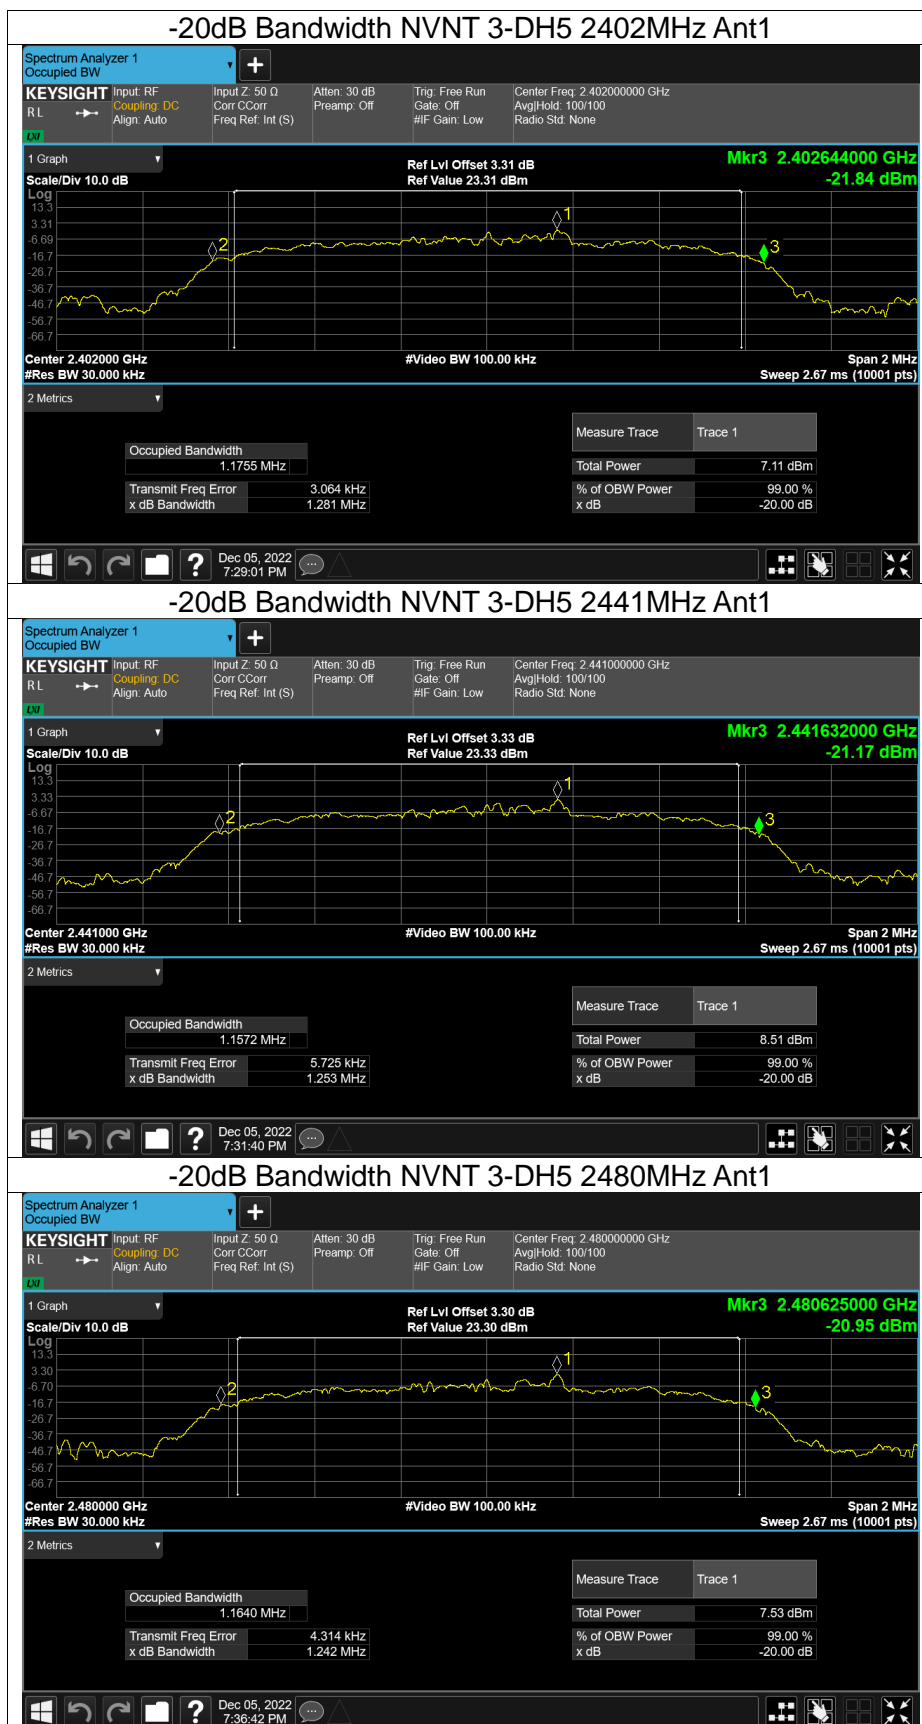 -20dB Bandwidth NVNT 3-DH5 2402MHz Ant1
Spectrum Analyzer 1
Occupied BW
+
KEYSIGHT Input: RF Input Z: 50 Ω Atten: 30 dB Trig: Free Run Center Freq: 2.402000000 GHz
R L Coupling: DC Corr CCorr Preamp: Off Gate: Off Avg|Hold: 100/100
Align: Auto Freq Ref: Int (S) #IF Gain: Low Radio Std: None
LXI
1 Graph Ref Lvl Offset 3.31 dB Mkr3 2.402644000 GHz
Scale/Div 10.0 dB Ref Value 23.31 dBm -21.84 dBm
Log
13.3
3.31
-6.69
-16.7
-26.7
-36.7
-46.7
-56.7
-66.7
1
2
3
Center 2.402000 GHz #Video BW 100.00 kHz Span 2 MHz
#Res BW 30.000 kHz Sweep 2.67 ms (10001 pts)
2 Metrics
Measure Trace Trace 1
Occupied Bandwidth
1.1755 MHz Total Power 7.11 dBm
Transmit Freq Error 3.064 kHz % of OBW Power 99.00 %
x dB Bandwidth 1.281 MHz x dB -20.00 dB
? Dec 05, 2022
7:29:01 PM
-20dB Bandwidth NVNT 3-DH5 2441MHz Ant1
Spectrum Analyzer 1
Occupied BW
+
KEYSIGHT Input: RF Input Z: 50 Ω Atten: 30 dB Trig: Free Run Center Freq: 2.441000000 GHz
R L Coupling: DC Corr CCorr Preamp: Off Gate: Off Avg|Hold: 100/100
Align: Auto Freq Ref: Int (S) #IF Gain: Low Radio Std: None
LXI
1 Graph Ref Lvl Offset 3.33 dB Mkr3 2.441632000 GHz
Scale/Div 10.0 dB Ref Value 23.33 dBm -21.17 dBm
Log
13.3
3.33
-6.67
-16.7
-26.7
-36.7
-46.7
-56.7
-66.7
1
2
3
Center 2.441000 GHz #Video BW 100.00 kHz Span 2 MHz
#Res BW 30.000 kHz Sweep 2.67 ms (10001 pts)
2 Metrics
Measure Trace Trace 1
Occupied Bandwidth
1.1572 MHz Total Power 8.51 dBm
Transmit Freq Error 5.725 kHz % of OBW Power 99.00 %
x dB Bandwidth 1.253 MHz x dB -20.00 dB
? Dec 05, 2022
7:31:40 PM
-20dB Bandwidth NVNT 3-DH5 2480MHz Ant1
Spectrum Analyzer 1
Occupied BW
+
KEYSIGHT Input: RF Input Z: 50 Ω Atten: 30 dB Trig: Free Run Center Freq: 2.480000000 GHz
R L Coupling: DC Corr CCorr Preamp: Off Gate: Off Avg|Hold: 100/100
Align: Auto Freq Ref: Int (S) #IF Gain: Low Radio Std: None
LXI
1 Graph Ref Lvl Offset 3.30 dB Mkr3 2.480625000 GHz
Scale/Div 10.0 dB Ref Value 23.30 dBm -20.95 dBm
Log
13.3
3.30
-6.70
-16.7
-26.7
-36.7
-46.7
-56.7
-66.7
1
2
3
Center 2.480000 GHz #Video BW 100.00 kHz Span 2 MHz
#Res BW 30.000 kHz Sweep 2.67 ms (10001 pts)
2 Metrics
Measure Trace Trace 1
Occupied Bandwidth
1.1640 MHz Total Power 7.53 dBm
Transmit Freq Error 4.314 kHz % of OBW Power 99.00 %
x dB Bandwidth 1.242 MHz x dB -20.00 dB
? Dec 05, 2022
7:36:42 PM